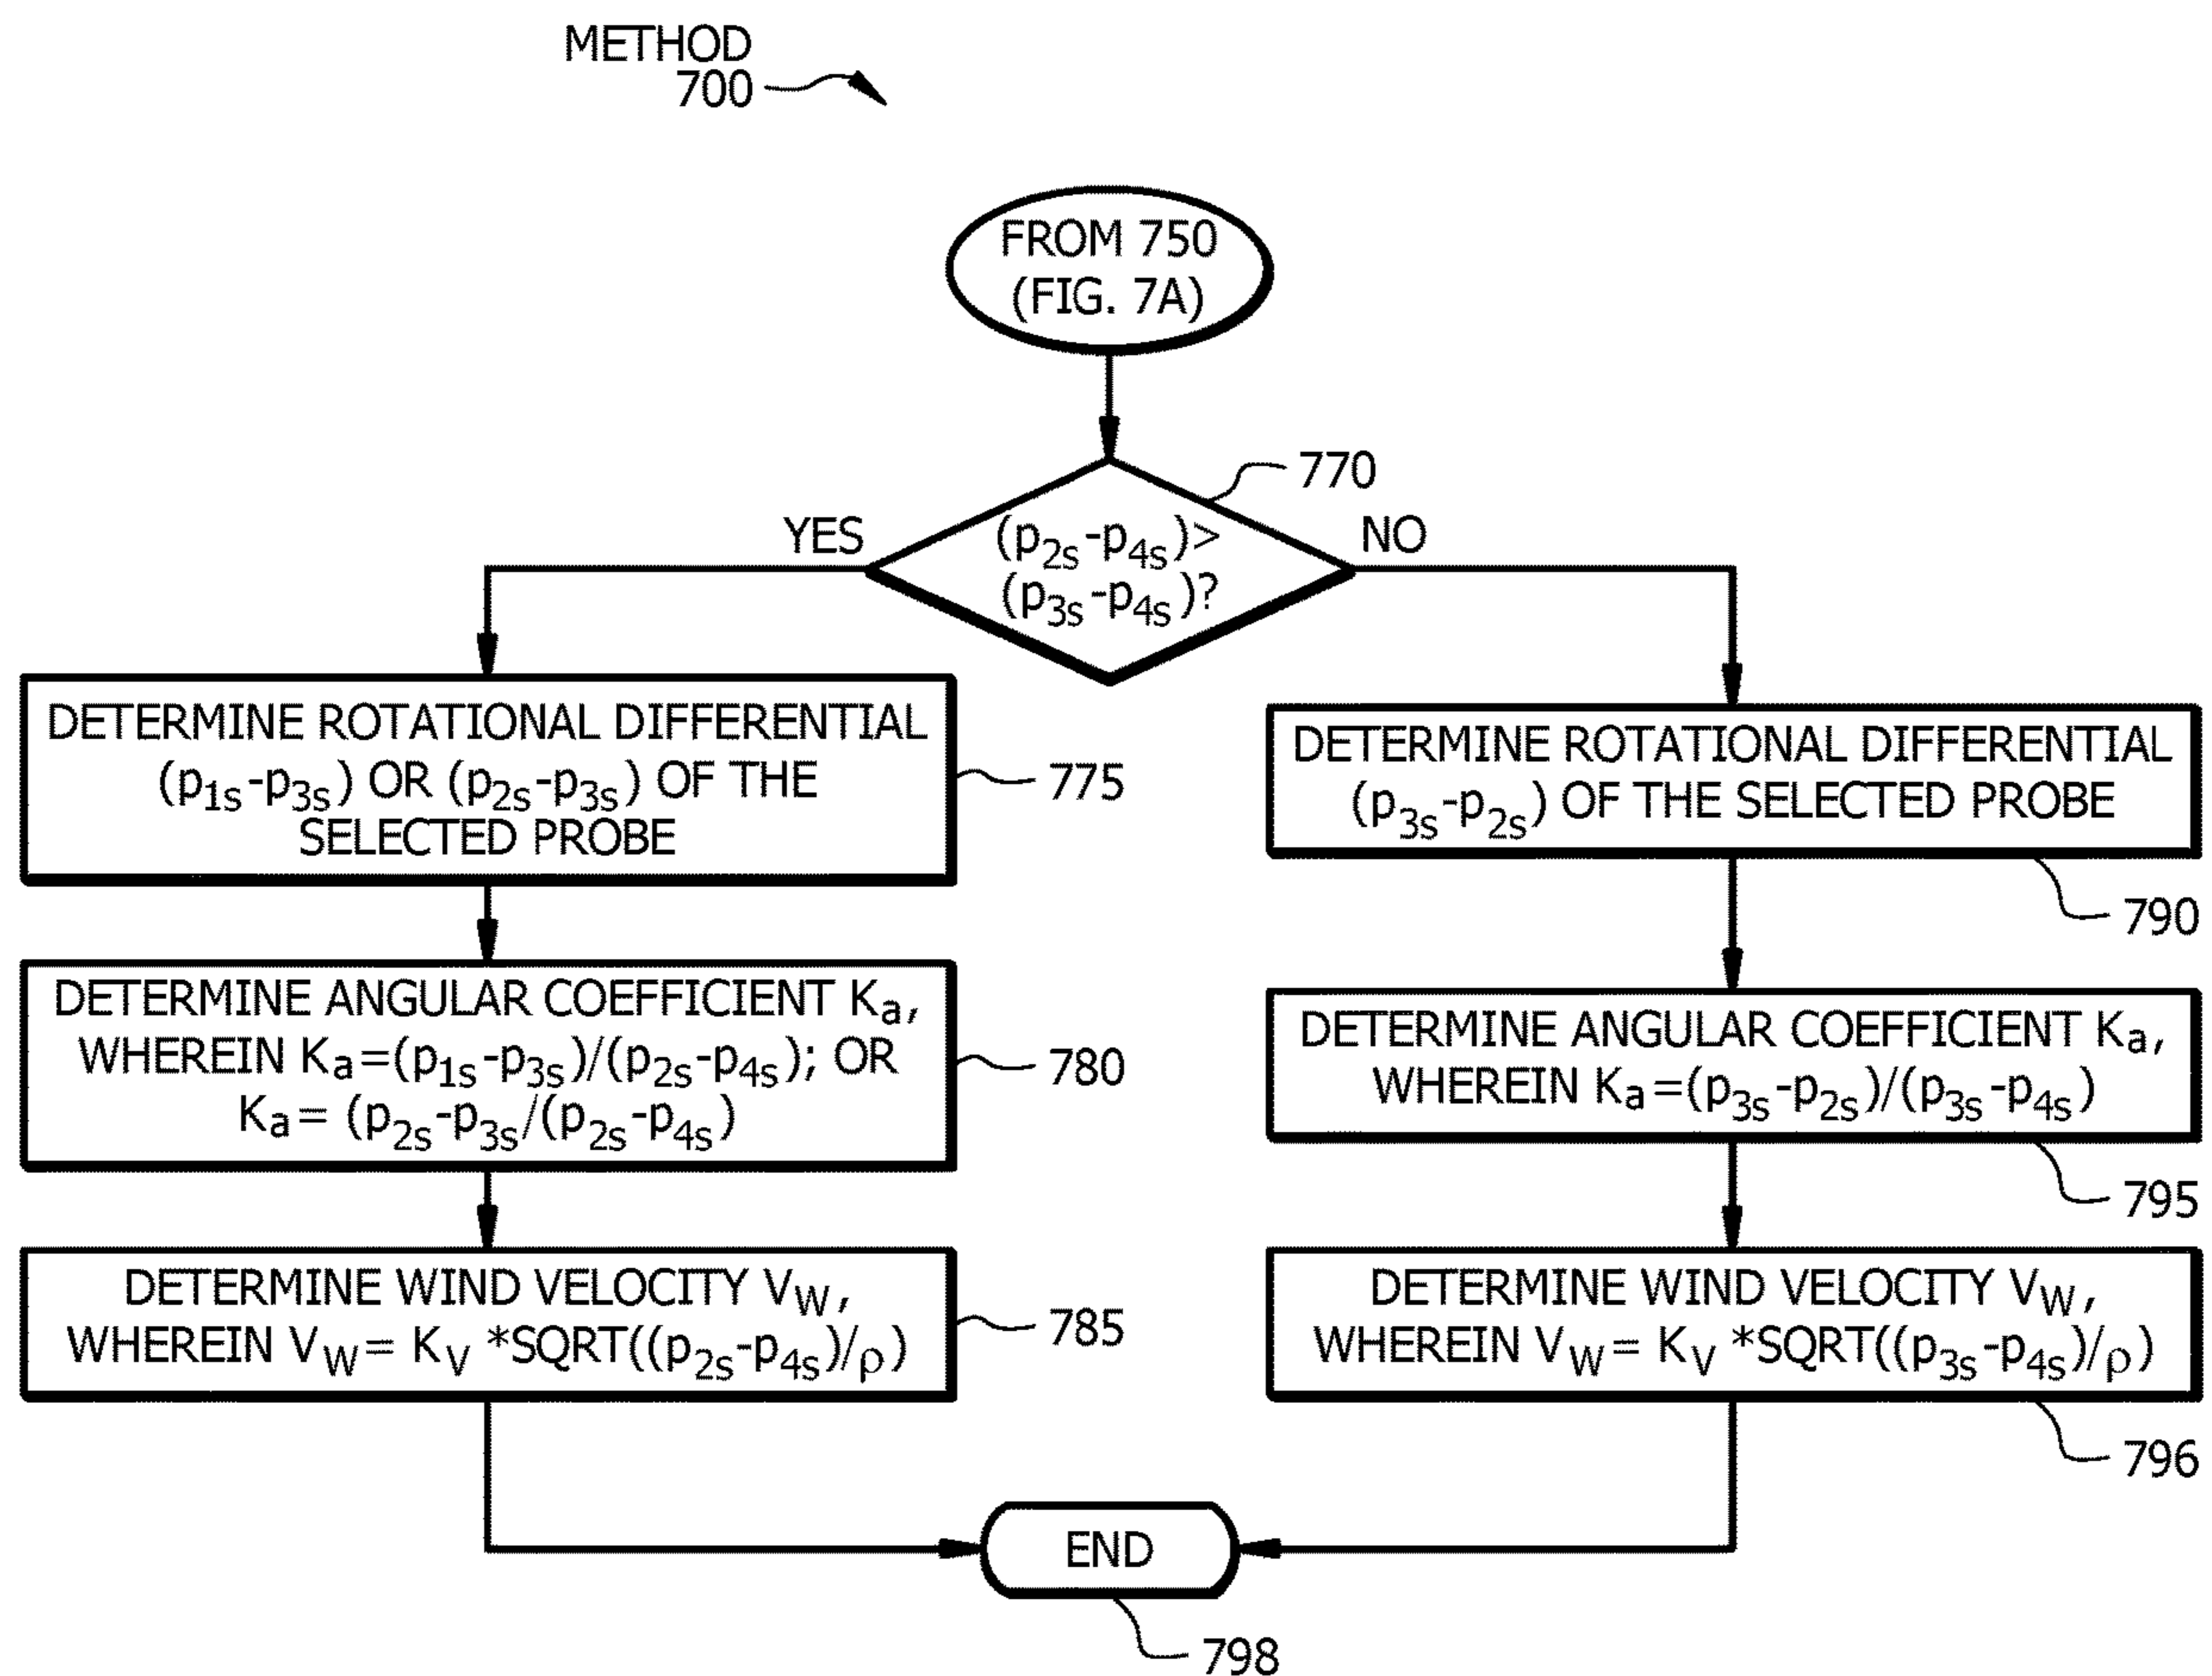 METHOD
700
FROM 750
(FIG. 7A)
770
YES
(p2s-p4s)>
(p3s-p4s)?
NO
DETERMINE ROTATIONAL DIFFERENTIAL
(p1s-p3s) OR (p2s-p3s) OF THE
SELECTED PROBE
775
DETERMINE ANGULAR COEFFICIENT Ka,
WHEREIN Ka=(p1s-p3s)/(p2s-p4s); OR
Ka= (p2s-p3s/(p2s-p4s)
780
DETERMINE WIND VELOCITY VW,
WHEREIN VW= KV *SQRT((p2s-p4s)/ρ)
785
DETERMINE ROTATIONAL DIFFERENTIAL
(p3s-p2s) OF THE SELECTED PROBE
790
DETERMINE ANGULAR COEFFICIENT Ka,
WHEREIN Ka=(p3s-p2s)/(p3s-p4s)
795
DETERMINE WIND VELOCITY VW,
WHEREIN VW= KV *SQRT((p3s-p4s)/ρ)
796
END
798